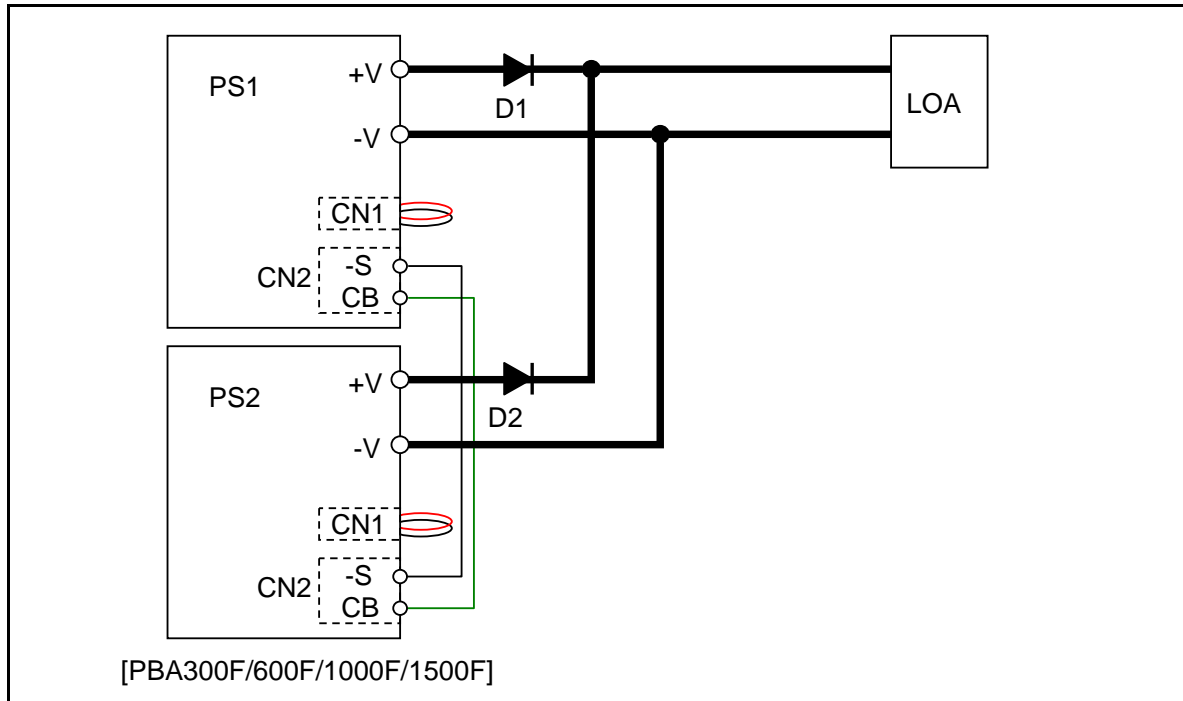 PS1
+V
-V
D1
LOA
CN1
CN2
-S
CB
PS2
+V
-V
D2
CN1
CN2
-S
CB
[PBA300F/600F/1000F/1500F]